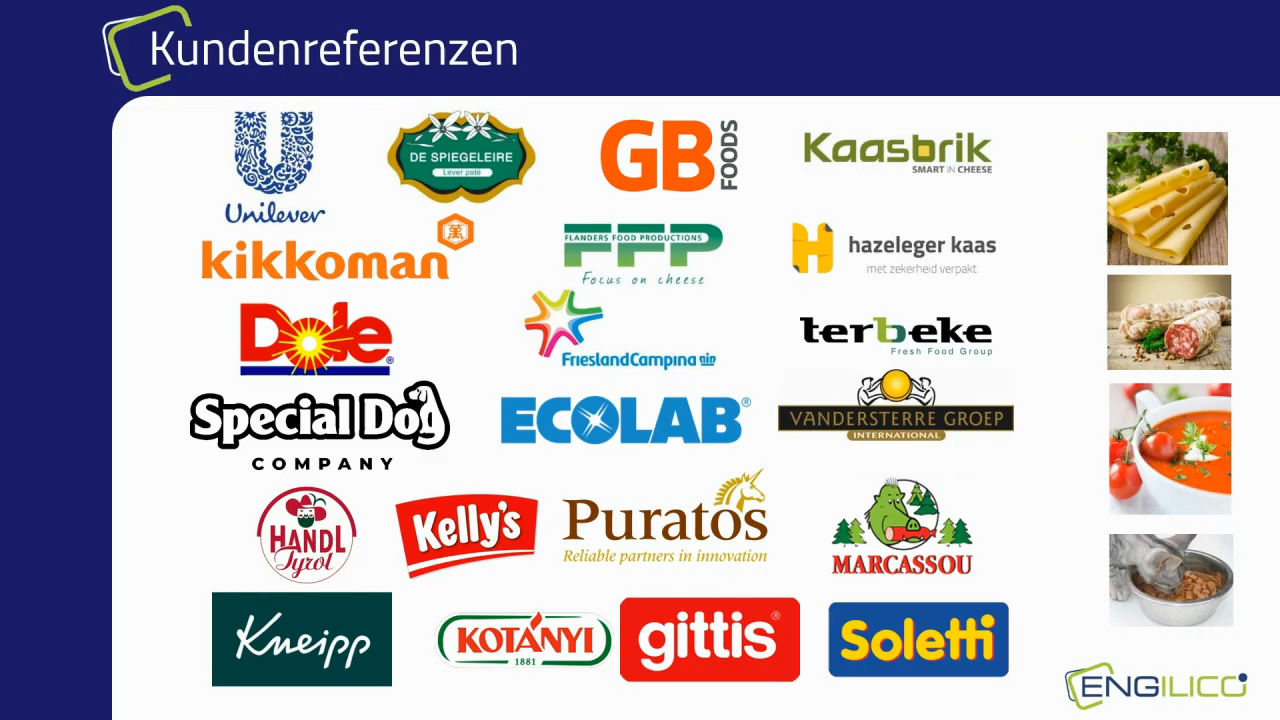 Kundenreferenzen
Unilever
DE SPIEGELEIRE
Lever paté
GB
FOODS
Kaasbrik
SMART IN CHEESE
kikkoman
萬
FLANDERS FOOD PRODUCTIONS
FFP
Focus on cheese
H
hazeleger kaas
met zekerheid verpakt
Dole®
FrieslandCampina
terbeke
Fresh Food Group
Special Dog
COMPANY
ECOLAB®
VANDERSTERRE GROEP
INTERNATIONAL
HANDL
Tyrol
Kelly's
Puratos
Reliable partners in innovation
MARCASSOU
Kneipp
KOTÁNYI
1881
gittis®
Soletti
ENGILICO